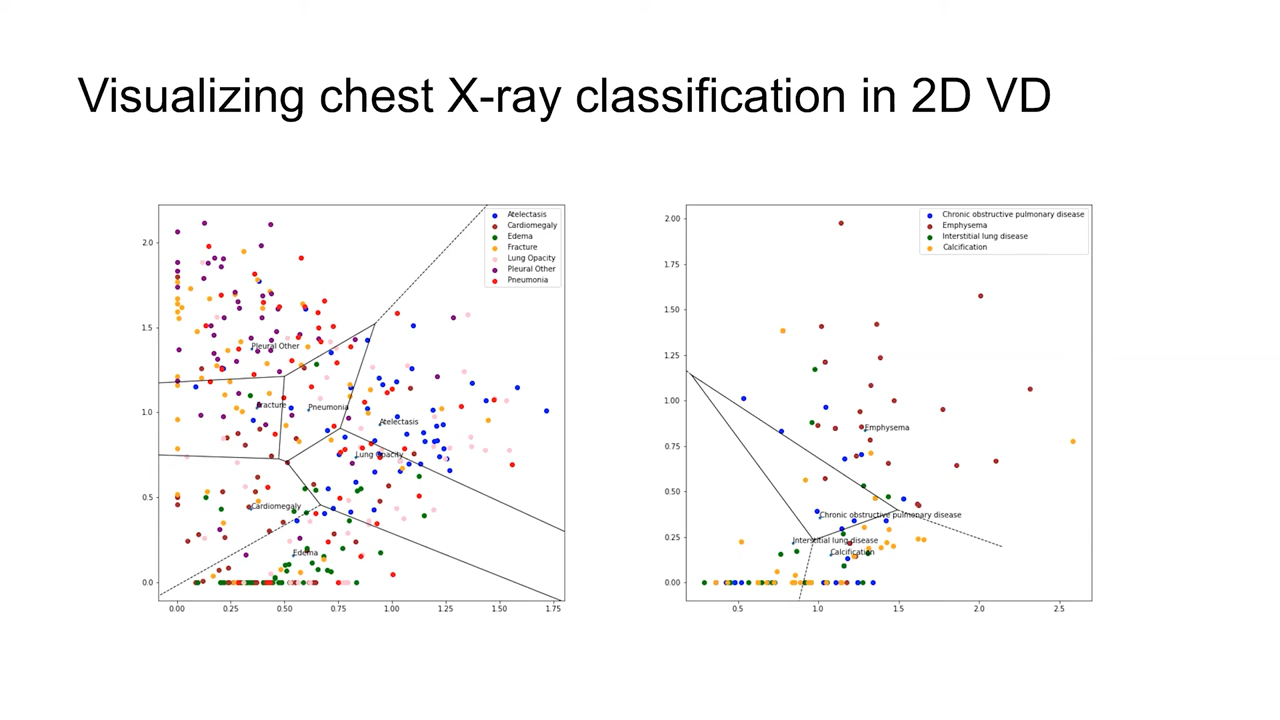 Visualizing chest X-ray classification in 2D VD
Atelectasis
Cardiomegaly
Edema
Fracture
Lung Opacity
Pleural Other
Pneumonia
2.0
1.5
1.0
0.5
0.0
Pleural Other
Fracture
Pneumonia
Atelectasis
Lung Opacity
Cardiomegaly
Edema
0.00 0.25 0.50 0.75 1.00 1.25 1.50 1.75
Chronic obstructive pulmonary disease
Emphysema
Interstitial lung disease
Calcification
2.00
1.75
1.50
1.25
1.00
0.75
0.50
0.25
0.00
Emphysema
Chronic obstructive pulmonary disease
Interstitial lung disease
Calcification
0.5 1.0 1.5 2.0 2.5